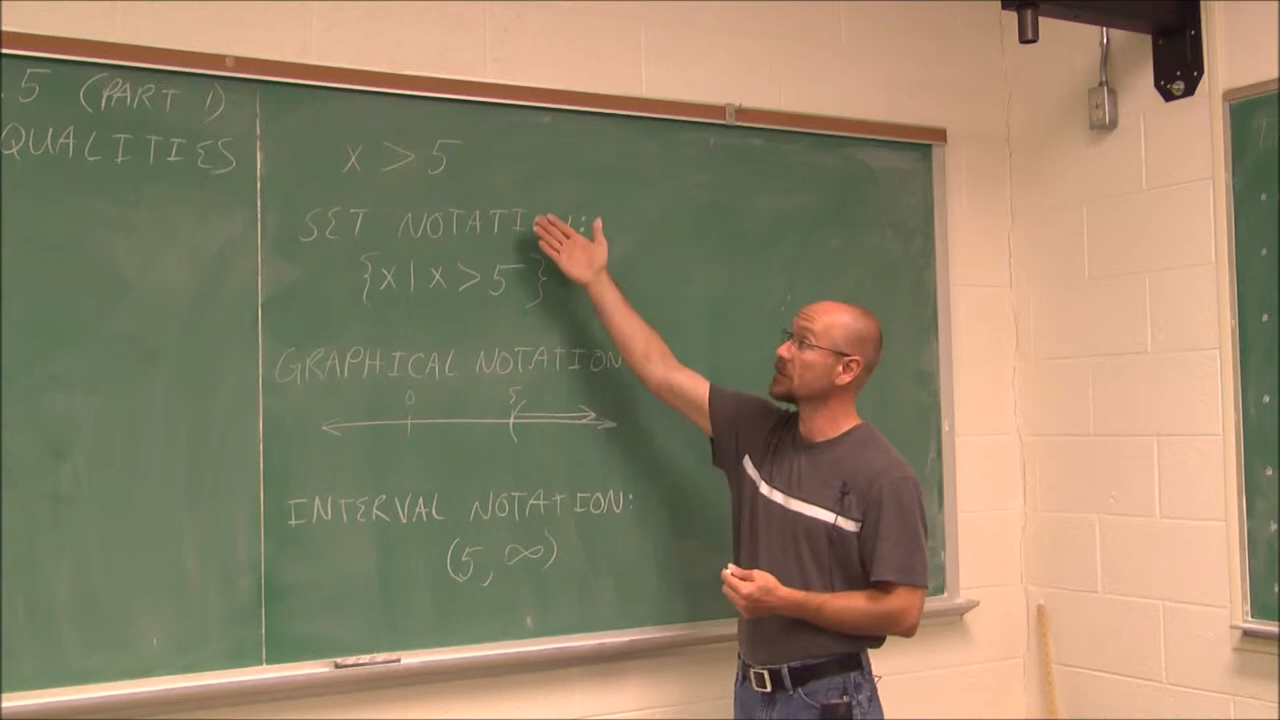 .5 (PART 1)
QUALITIES
x > 5
SET NOTATION:
{x | x > 5}
GRAPHICAL NOTATION
0 5
INTERVAL NOTATION:
(5, ∞)